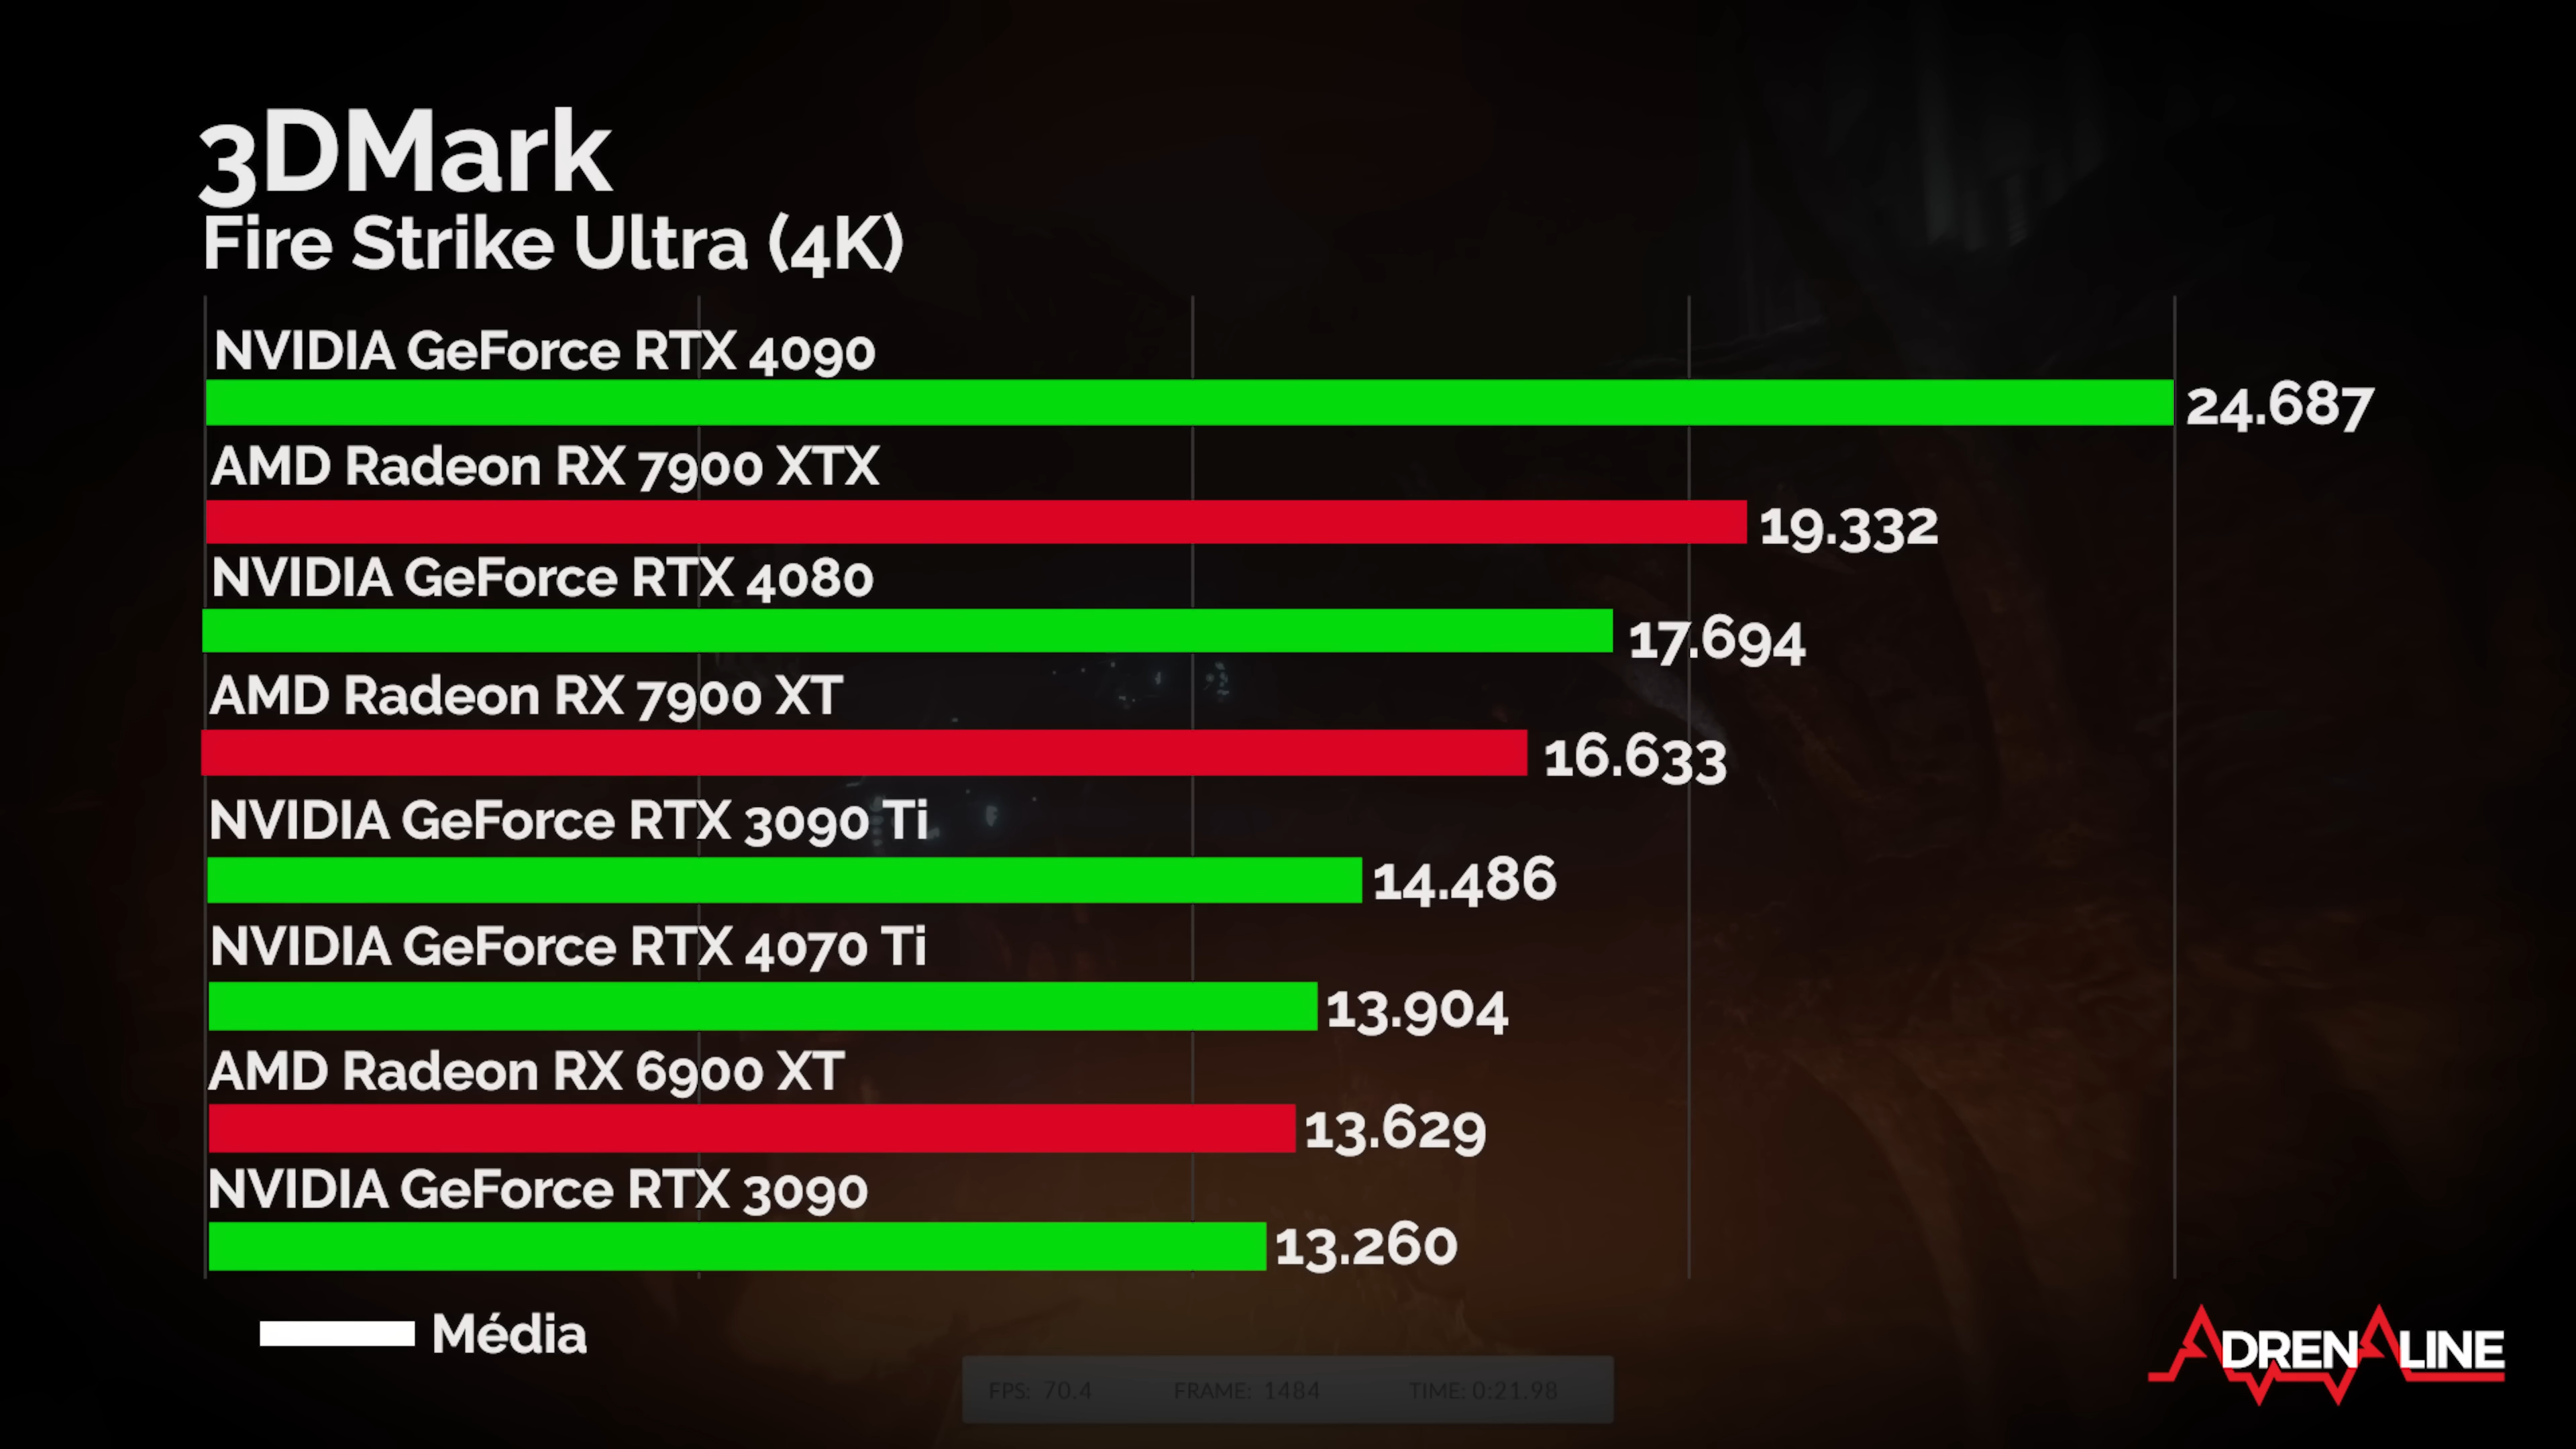 3DMark
Fire Strike Ultra (4K)
NVIDIA GeForce RTX 4090
24.687
AMD Radeon RX 7900 XTX
19.332
NVIDIA GeForce RTX 4080
17.694
AMD Radeon RX 7900 XT
16.633
NVIDIA GeForce RTX 3090 Ti
14.486
NVIDIA GeForce RTX 4070 Ti
13.904
AMD Radeon RX 6900 XT
13.629
NVIDIA GeForce RTX 3090
13.260
Média
ADRENALINE
FPS: 70.4 FRAME: 1484 TIME: 0:21.98